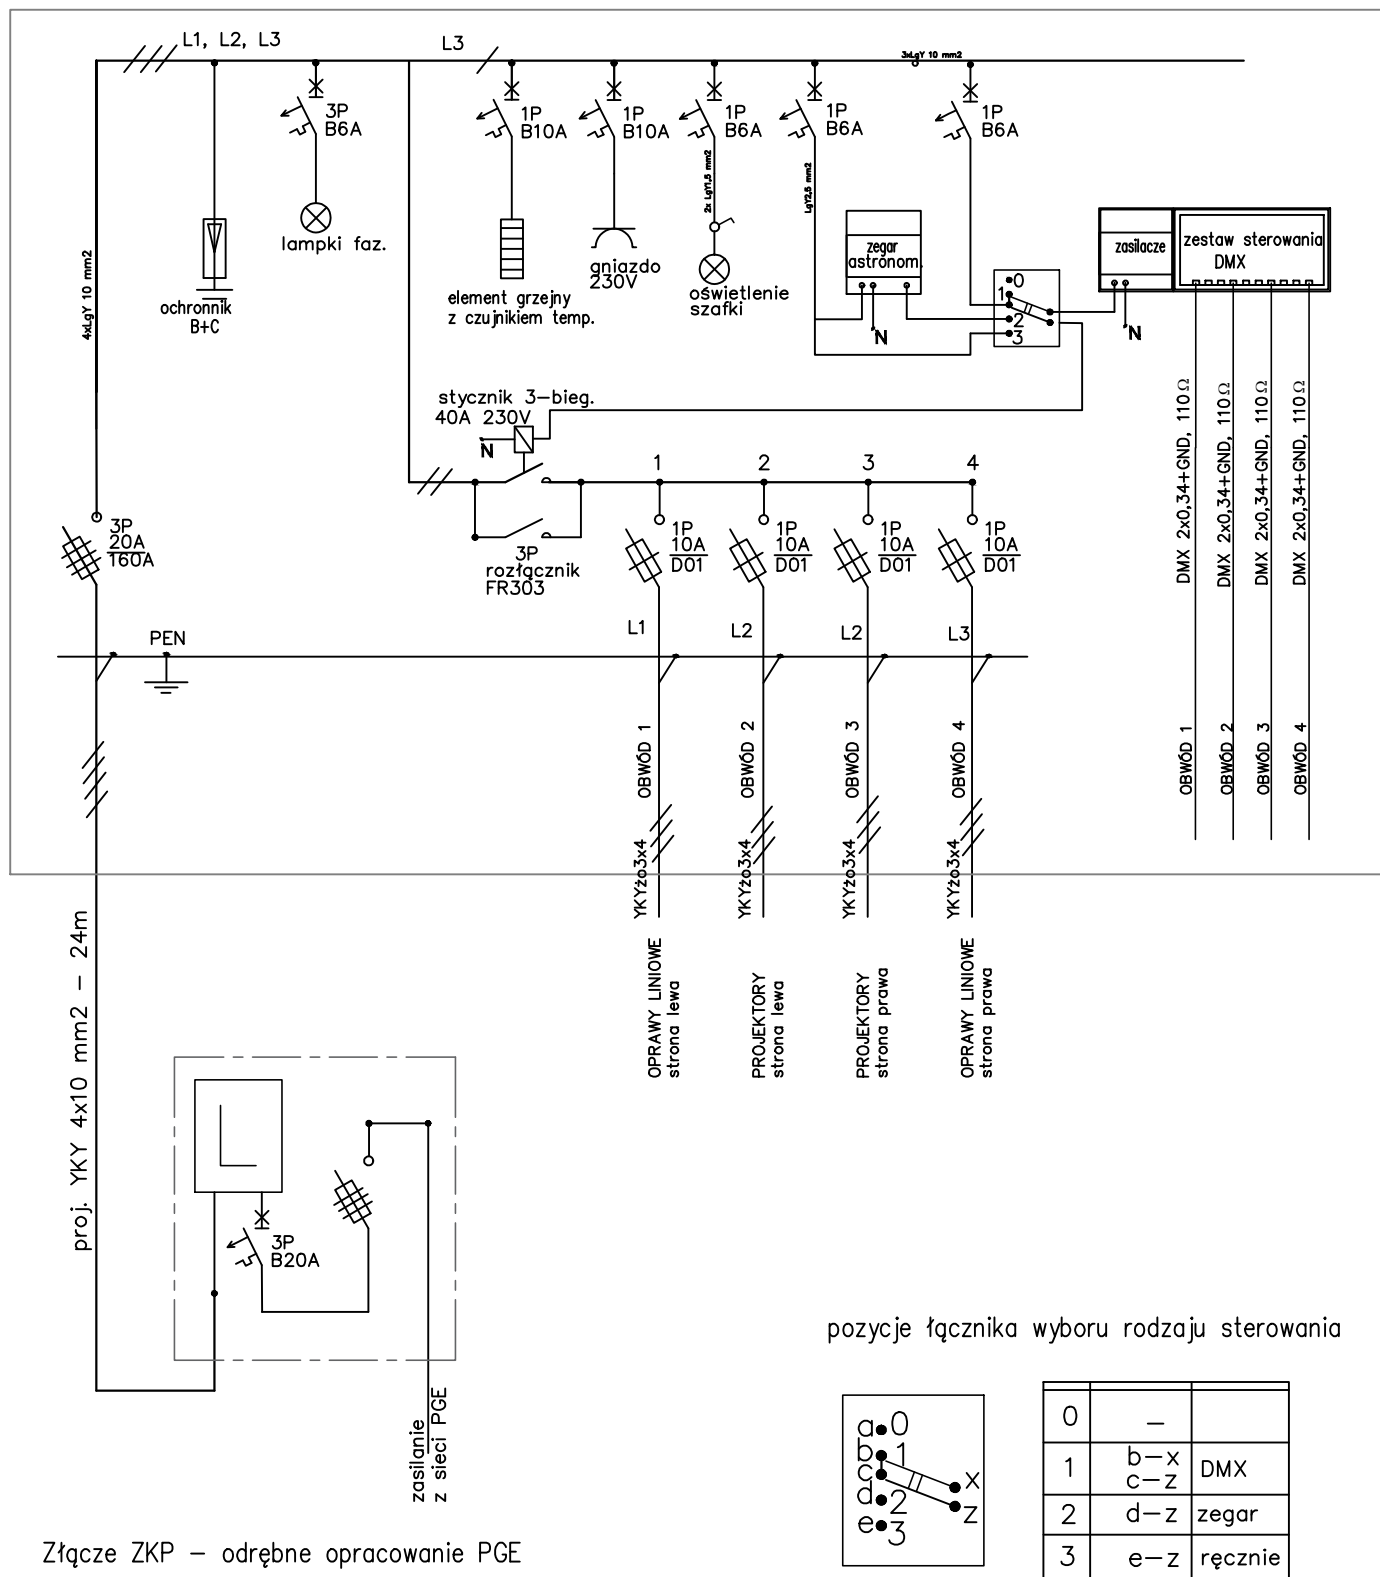 L1, L2, L3
L3
3xLgY 10 mm2
3P
B6A
1P
B10A
1P
B10A
1P
B6A
1P
B6A
1P
B6A
4xLgY 10 mm2
2x LgY1,5 mm2
LgY2,5 mm2
ochronnik
B+C
lampki faz.
element grzejny
z czujnikiem temp.
gniazdo
230V
oświetlenie
szafki
zegar
astronom.
N
0
1
2
3
zasilacze
N
zestaw sterowania
DMX
DMX 2x0,34+GND, 110Ω
DMX 2x0,34+GND, 110Ω
DMX 2x0,34+GND, 110Ω
DMX 2x0,34+GND, 110Ω
OBWÓD 1
OBWÓD 2
OBWÓD 3
OBWÓD 4
stycznik 3-bieg.
40A 230V
N
3P
rozłącznik
FR303
1
2
3
4
3P
20A
160A
1P
10A
D01
1P
10A
D01
1P
10A
D01
1P
10A
D01
PEN
L1
L2
L2
L3
OBWÓD 1
OBWÓD 2
OBWÓD 3
OBWÓD 4
YKYżo3x4
YKYżo3x4
YKYżo3x4
YKYżo3x4
OPRAWY LINIOWE
strona lewa
PROJEKTORY
strona lewa
PROJEKTORY
strona prawa
OPRAWY LINIOWE
strona prawa
proj. YKY 4x10 mm2 – 24m
3P
B20A
zasilanie
z sieci PGE
Złącze ZKP – odrębne opracowanie PGE
pozycje łącznika wyboru rodzaju sterowania
a 0
b 1
c
d 2
e 3
x
z
0 –
1 b–x c–z DMX
2 d–z zegar
3 e–z ręcznie